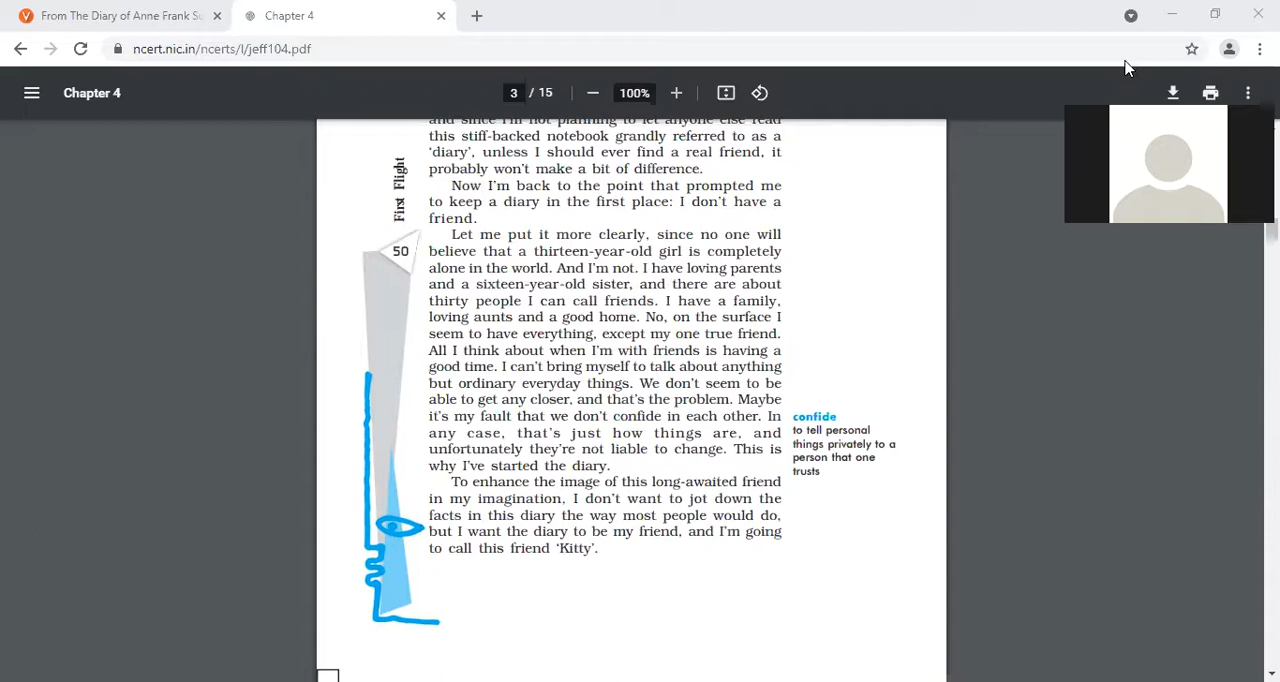 From The Diary of Anne Frank Su
Chapter 4
ncert.nic.in/ncerts/l/jeff104.pdf
Chapter 4
3 / 15
100%
and since I'm not planning to let anyone else read
this stiff-backed notebook grandly referred to as a
‘diary’, unless I should ever find a real friend, it
probably won't make a bit of difference.
Now I'm back to the point that prompted me
to keep a diary in the first place: I don't have a
friend.
First Flight
50
Let me put it more clearly, since no one will
believe that a thirteen-year-old girl is completely
alone in the world. And I'm not. I have loving parents
and a sixteen-year-old sister, and there are about
thirty people I can call friends. I have a family,
loving aunts and a good home. No, on the surface I
seem to have everything, except my one true friend.
All I think about when I'm with friends is having a
good time. I can't bring myself to talk about anything
but ordinary everyday things. We don't seem to be
able to get any closer, and that's the problem. Maybe
it's my fault that we don't confide in each other. In
any case, that's just how things are, and
unfortunately they're not liable to change. This is
why I've started the diary.
confide
to tell personal
things privately to a
person that one
trusts
To enhance the image of this long-awaited friend
in my imagination, I don't want to jot down the
facts in this diary the way most people would do,
but I want the diary to be my friend, and I'm going
to call this friend ‘Kitty’.